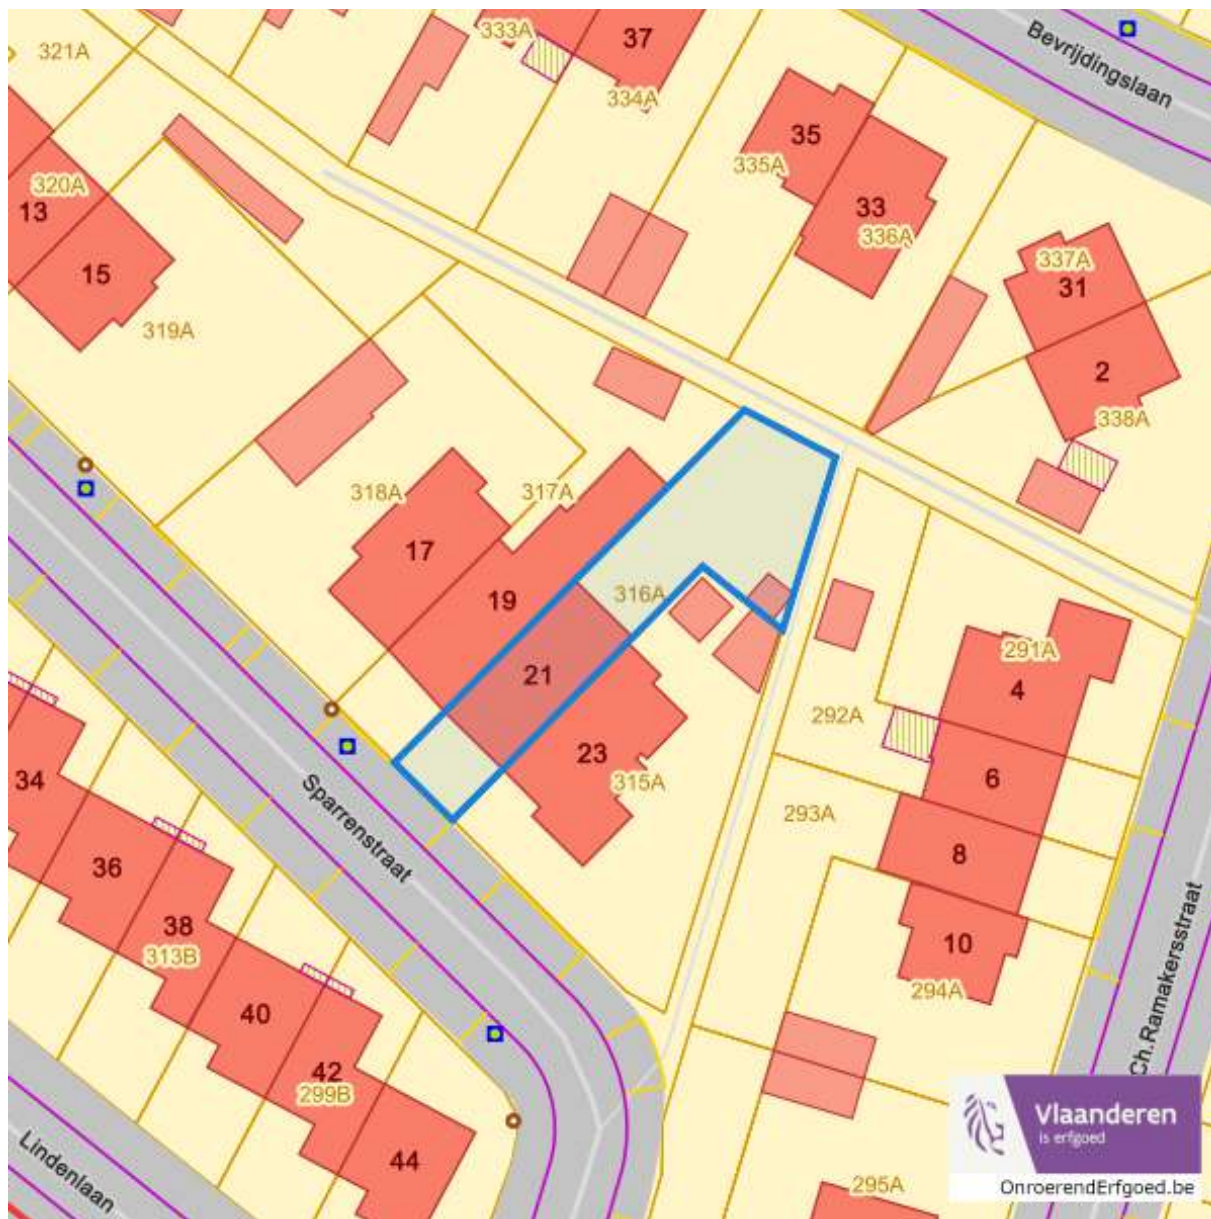 333A
37
321A
334A
Bevrijdingslaan
35
335A
33
336A
320A
13
15
337A
31
319A
2
338A
318A
317A
17
19
316A
21
291A
4
292A
23
315A
6
293A
34
Sparrenstraat
8
36
38
313B
10
294A
Ch.Ramakersstraat
40
42
299B
44
Lindenlaan
295A
Vlaanderen
is erfgoed
OnroerendErfgoed.be